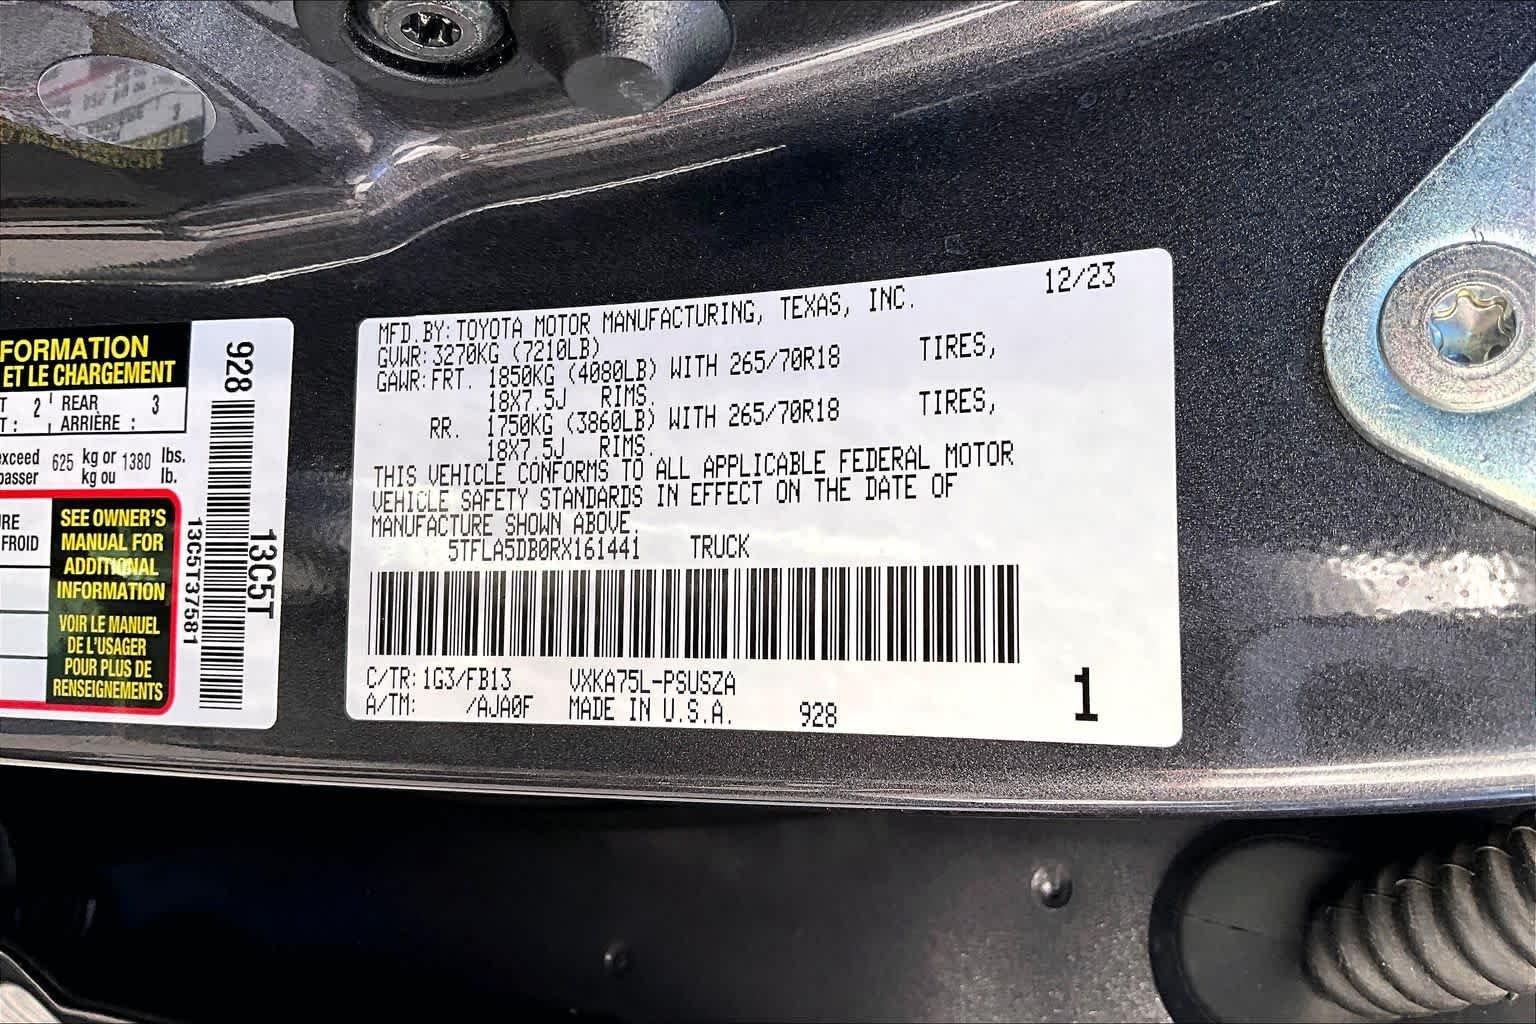 FORMATION
ET LE CHARGEMENT
T 2 REAR 3
T : ARRIÈRE :
exceed 625 kg or 1380 lbs.
passer kg ou lb.
URE
FROID
SEE OWNER'S
MANUAL FOR
ADDITIONAL
INFORMATION
VOIR LE MANUEL
DE L'USAGER
POUR PLUS DE
RENSEIGNEMENTS
928
13C5T
13C5T37581
12/23
MFD.BY:TOYOTA MOTOR MANUFACTURING, TEXAS, INC.
GVWR:3270KG (7210LB)
GAWR:FRT. 1850KG (4080LB) WITH 265/70R18 TIRES,
18X7.5J RIMS.
RR. 1750KG (3860LB) WITH 265/70R18 TIRES,
18X7.5J RIMS.
THIS VEHICLE CONFORMS TO ALL APPLICABLE FEDERAL MOTOR
VEHICLE SAFETY STANDARDS IN EFFECT ON THE DATE OF
MANUFACTURE SHOWN ABOVE.
5TFLA5DB0RX161441 TRUCK
C/TR:1G3/FB13 VXKA75L-PSUSZA
A/TM: /AJA0F MADE IN U.S.A. 928
1